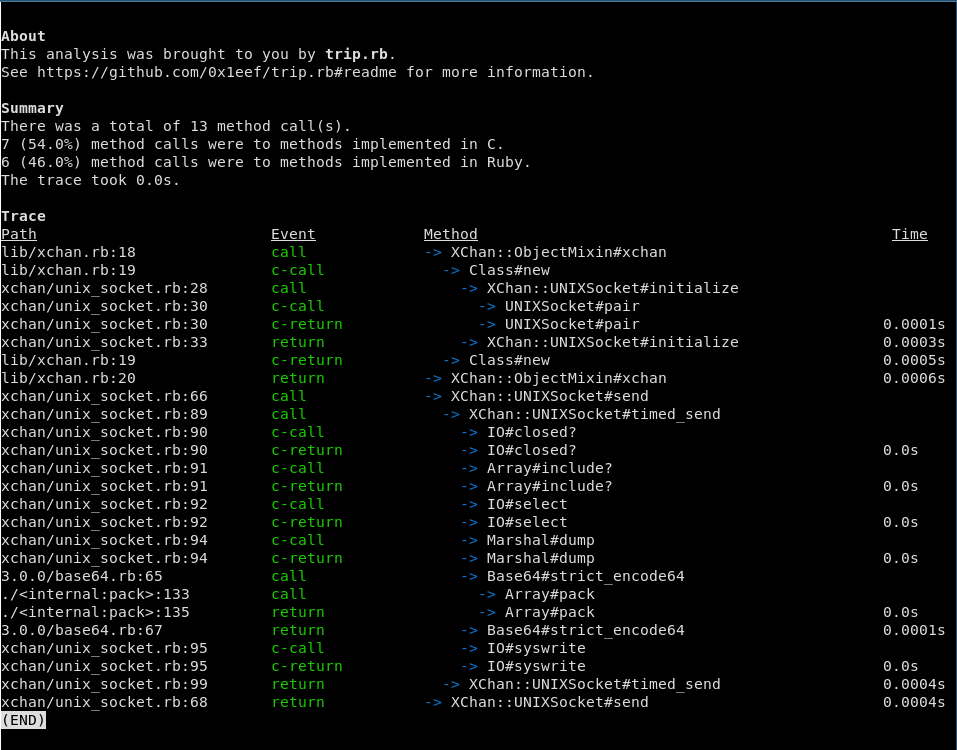 About
This analysis was brought to you by trip.rb.
See https://github.com/0x1eef/trip.rb#readme for more information.
Summary
There was a total of 13 method call(s).
7 (54.0%) method calls were to methods implemented in C.
6 (46.0%) method calls were to methods implemented in Ruby.
The trace took 0.0s.
Trace
Path Event Method Time
lib/xchan.rb:18 call -> XChan::ObjectMixin#xchan
lib/xchan.rb:19 c-call -> Class#new
xchan/unix_socket.rb:28 call -> XChan::UNIXSocket#initialize
xchan/unix_socket.rb:30 c-call -> UNIXSocket#pair
xchan/unix_socket.rb:30 c-return -> UNIXSocket#pair 0.0001s
xchan/unix_socket.rb:33 return -> XChan::UNIXSocket#initialize 0.0003s
lib/xchan.rb:19 c-return -> Class#new 0.0005s
lib/xchan.rb:20 return -> XChan::ObjectMixin#xchan 0.0006s
xchan/unix_socket.rb:66 call -> XChan::UNIXSocket#send
xchan/unix_socket.rb:89 call -> XChan::UNIXSocket#timed_send
xchan/unix_socket.rb:90 c-call -> IO#closed?
xchan/unix_socket.rb:90 c-return -> IO#closed? 0.0s
xchan/unix_socket.rb:91 c-call -> Array#include?
xchan/unix_socket.rb:91 c-return -> Array#include? 0.0s
xchan/unix_socket.rb:92 c-call -> IO#select
xchan/unix_socket.rb:92 c-return -> IO#select 0.0s
xchan/unix_socket.rb:94 c-call -> Marshal#dump
xchan/unix_socket.rb:94 c-return -> Marshal#dump 0.0s
3.0.0/base64.rb:65 call -> Base64#strict_encode64
./<internal:pack>:133 call -> Array#pack
./<internal:pack>:135 return -> Array#pack 0.0s
3.0.0/base64.rb:67 return -> Base64#strict_encode64 0.0001s
xchan/unix_socket.rb:95 c-call -> IO#syswrite
xchan/unix_socket.rb:95 c-return -> IO#syswrite 0.0s
xchan/unix_socket.rb:99 return -> XChan::UNIXSocket#timed_send 0.0004s
xchan/unix_socket.rb:68 return -> XChan::UNIXSocket#send 0.0004s
(END)